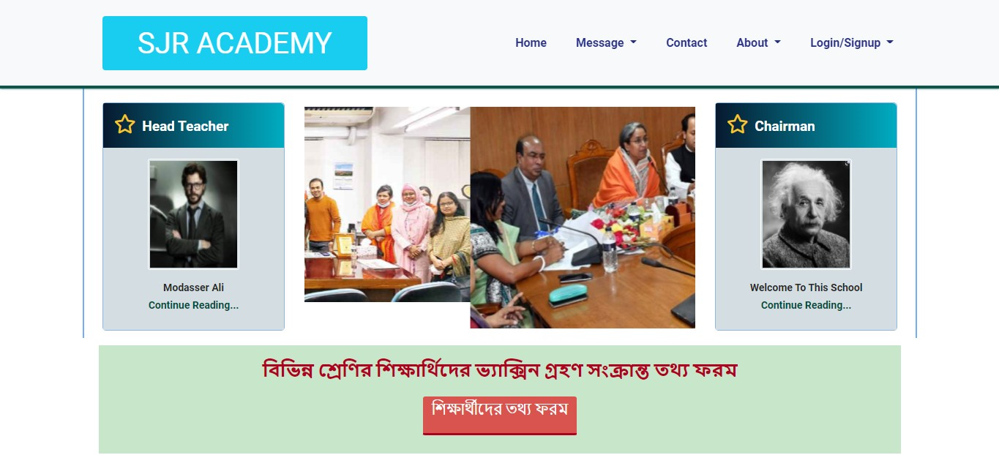 SJR ACADEMY
Home Message Contact About Login/Signup
Head Teacher
Modasser Ali
Continue Reading...
Chairman
Welcome To This School
Continue Reading...
বিভিন্ন শ্রেণির শিক্ষার্থিদের ভ্যাক্সিন গ্রহণ সংক্রান্ত তথ্য ফরম
শিক্ষার্থীদের তথ্য ফরম